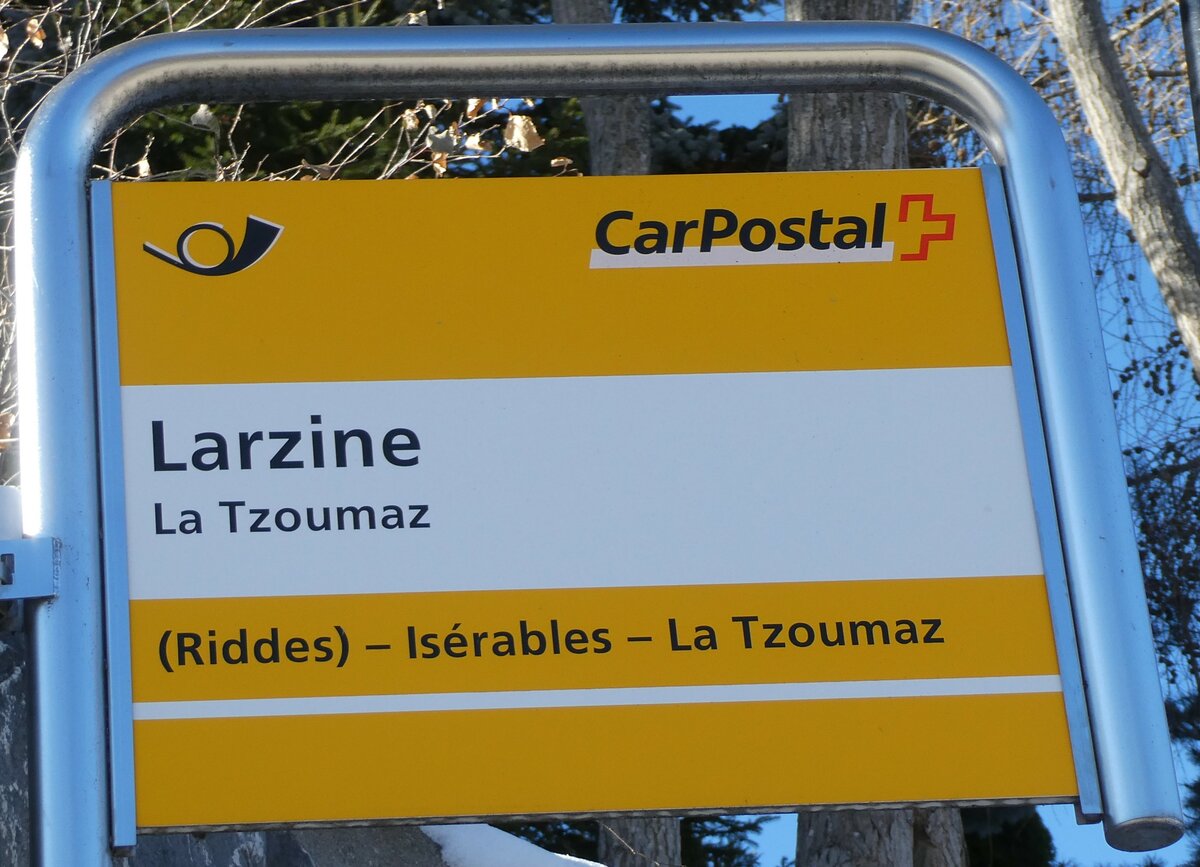 CarPostal
Larzine
La Tzoumaz
(Riddes) – Isérables – La Tzoumaz